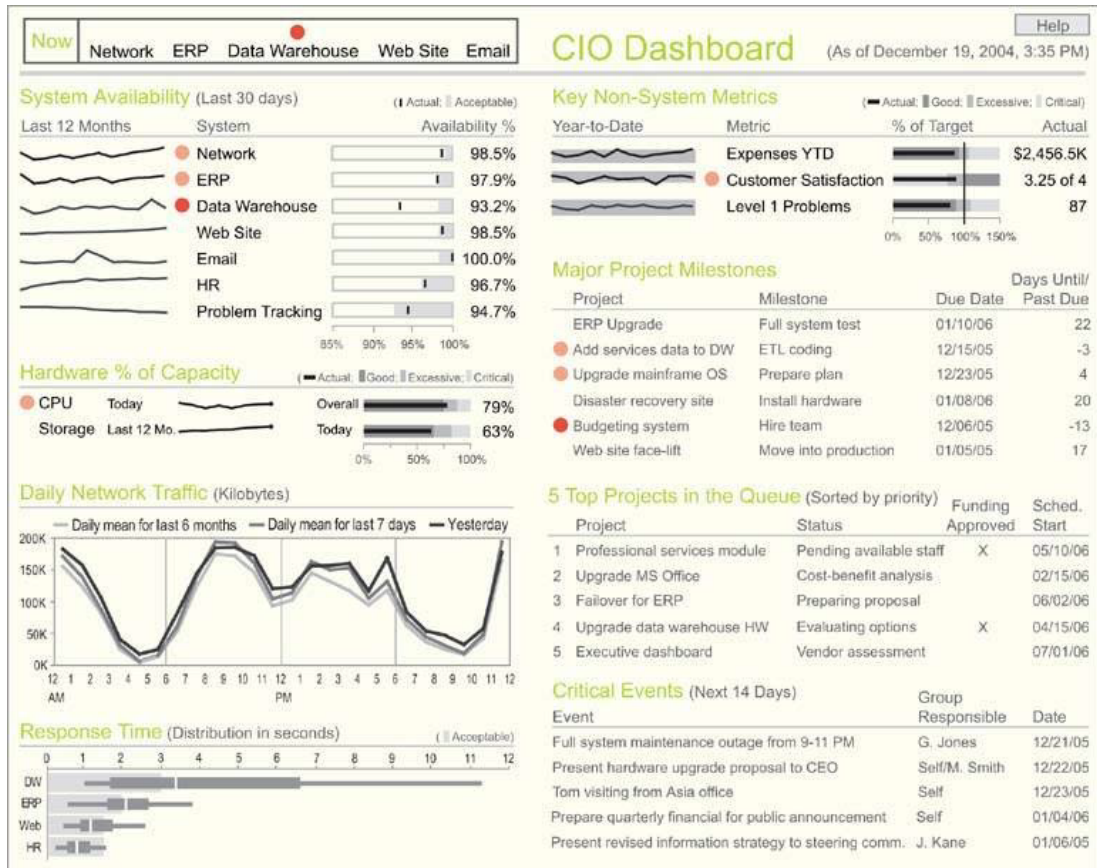 Now Network ERP Data Warehouse Web Site Email
CIO Dashboard
Help
(As of December 19, 2004, 3:35 PM)
System Availability (Last 30 days)
( Actual; Acceptable)
Last 12 Months System Availability %
Network 98.5%
ERP 97.9%
Data Warehouse 93.2%
Web Site 98.5%
Email 100.0%
HR 96.7%
Problem Tracking 94.7%
85% 90% 95% 100%
Hardware % of Capacity
( Actual; Good; Excessive; Critical)
CPU Today Overall 79%
Storage Last 12 Mo. Today 63%
0% 50% 100%
Daily Network Traffic (Kilobytes)
Daily mean for last 6 months Daily mean for last 7 days Yesterday
200K
150K
100K
50K
0K
12 1 2 3 4 5 6 7 8 9 10 11 12 1 2 3 4 5 6 7 8 9 10 11 12
AM PM
Response Time (Distribution in seconds)
( Acceptable)
0 1 2 3 4 5 6 7 8 9 10 11 12
DW
ERP
Web
HR
Key Non-System Metrics
( Actual; Good; Excessive; Critical)
Year-to-Date Metric % of Target Actual
Expenses YTD $2,456.5K
Customer Satisfaction 3.25 of 4
Level 1 Problems 87
0% 50% 100% 150%
Major Project Milestones
Days Until/
Project Milestone Due Date Past Due
ERP Upgrade Full system test 01/10/06 22
Add services data to DW ETL coding 12/15/05 -3
Upgrade mainframe OS Prepare plan 12/23/05 4
Disaster recovery site Install hardware 01/08/06 20
Budgeting system Hire team 12/06/05 -13
Web site face-lift Move into production 01/05/05 17
5 Top Projects in the Queue (Sorted by priority)
Funding Sched.
Project Status Approved Start
1 Professional services module Pending available staff X 05/10/06
2 Upgrade MS Office Cost-benefit analysis 02/15/06
3 Failover for ERP Preparing proposal 06/02/06
4 Upgrade data warehouse HW Evaluating options X 04/15/06
5 Executive dashboard Vendor assessment 07/01/06
Critical Events (Next 14 Days)
Group
Event Responsible Date
Full system maintenance outage from 9-11 PM G. Jones 12/21/05
Present hardware upgrade proposal to CEO Self/M. Smith 12/22/05
Tom visiting from Asia office Self 12/23/05
Prepare quarterly financial for public announcement Self 01/04/06
Present revised information strategy to steering comm. J. Kane 01/06/05